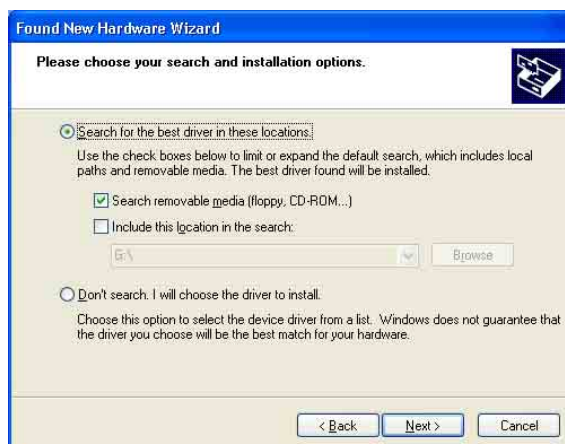 Found New Hardware Wizard
Please choose your search and installation options.
Search for the best driver in these locations.
Use the check boxes below to limit or expand the default search, which includes local
paths and removable media. The best driver found will be installed.
Search removable media (floppy, CD-ROM...)
Include this location in the search:
G:\
Browse
Don't search. I will choose the driver to install.
Choose this option to select the device driver from a list. Windows does not guarantee that
the driver you choose will be the best match for your hardware.
< Back
Next >
Cancel